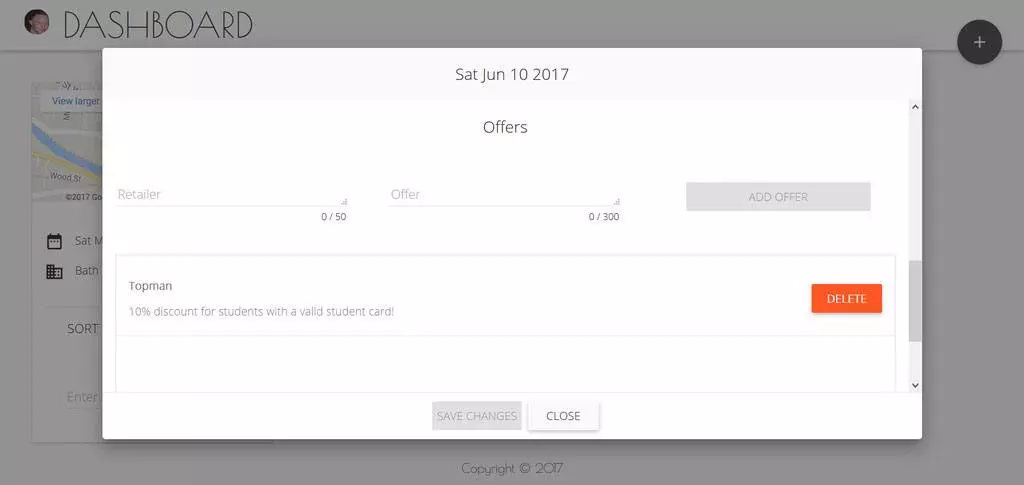 DASHBOARD
+
Sat Jun 10 2017
Offers
View larger
Wood St
©2017 Go
Retailer
Offer
ADD OFFER
0 / 50
0 / 300
Sat M
Bath
Topman
10% discount for students with a valid student card!
DELETE
SORT
Enter
SAVE CHANGES
CLOSE
Copyright © 2017